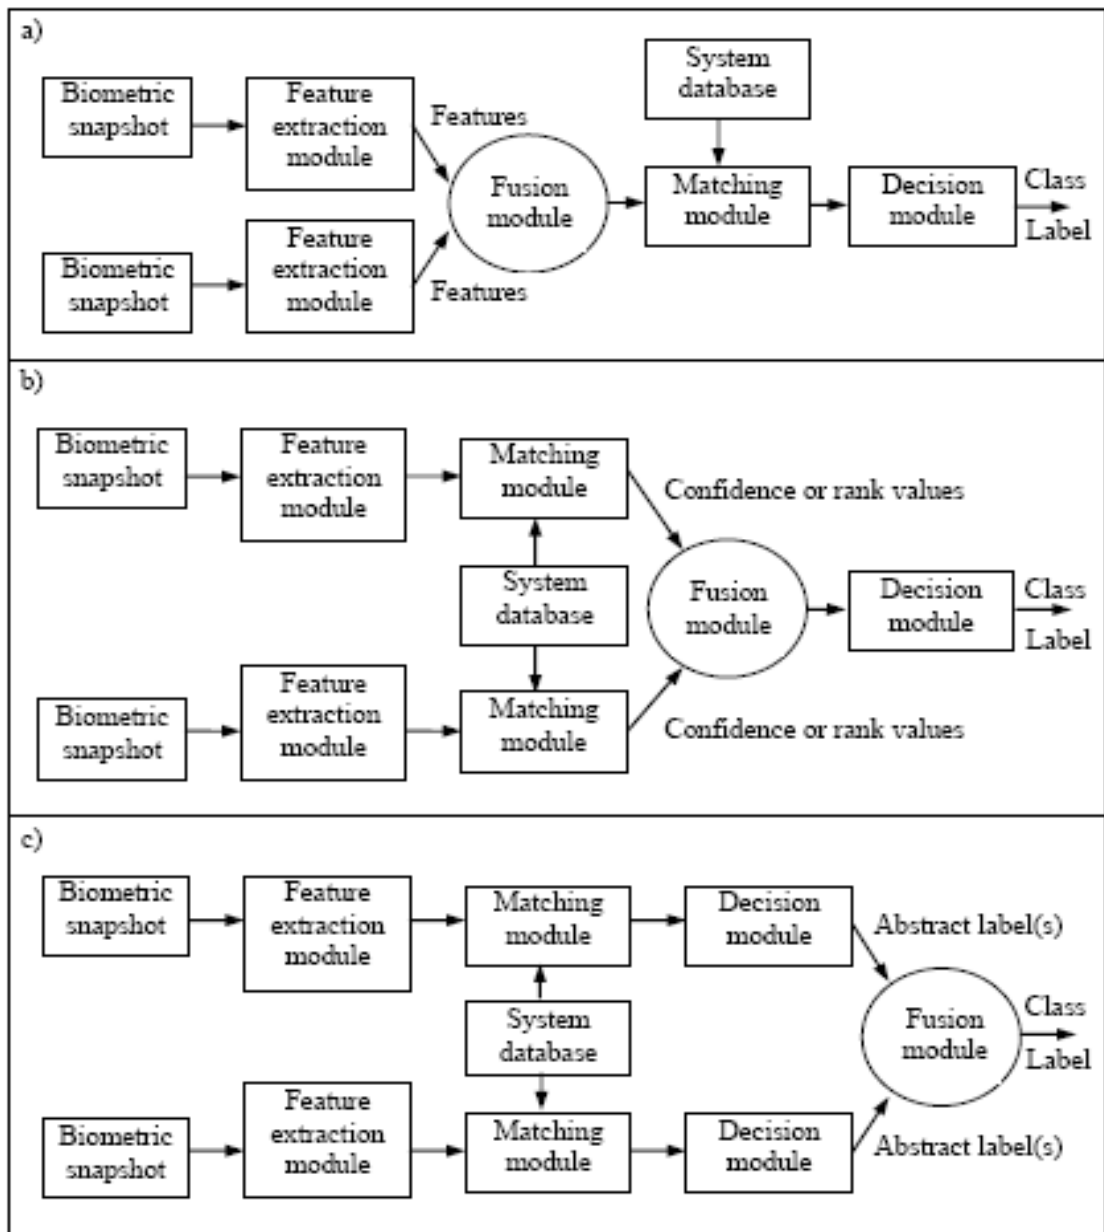 a)
Biometric
snapshot
Feature
extraction
module
Features
Biometric
snapshot
Feature
extraction
module
Features
Fusion
module
System
database
Matching
module
Decision
module
Class
Label
b)
Biometric
snapshot
Feature
extraction
module
Matching
module
Confidence or rank values
System
database
Biometric
snapshot
Feature
extraction
module
Matching
module
Confidence or rank values
Fusion
module
Decision
module
Class
Label
c)
Biometric
snapshot
Feature
extraction
module
Matching
module
Decision
module
Abstract label(s)
System
database
Biometric
snapshot
Feature
extraction
module
Matching
module
Decision
module
Abstract label(s)
Fusion
module
Class
Label